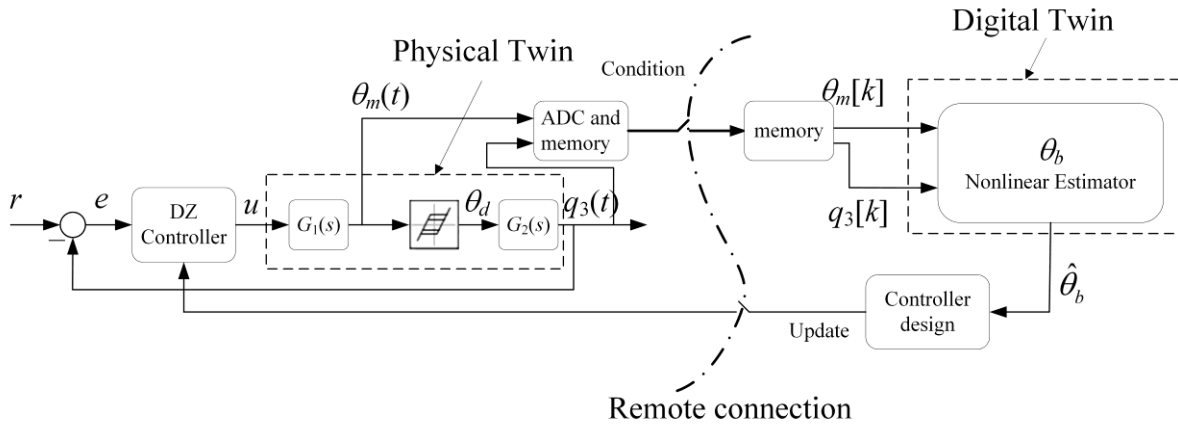 Digital Twin
Physical Twin
Condition
θm(t)
θm[k]
ADC and
memory
memory
θb
Nonlinear Estimator
r
e
DZ
Controller
u
G1(s)
θd
G2(s)
q3(t)
q3[k]
−
θ̂b
Controller
design
Update
Remote connection